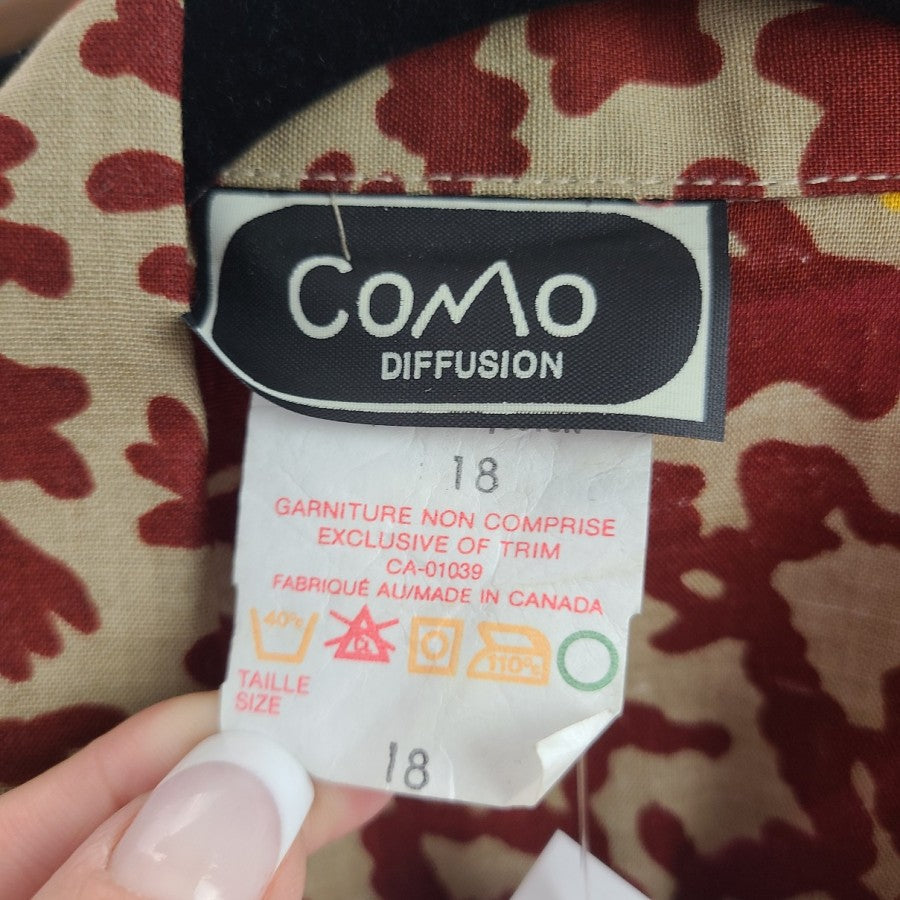 COMO
DIFFUSION
18
GARNITURE NON COMPRISE
EXCLUSIVE OF TRIM
CA-01039
FABRIQUÉ AU/MADE IN CANADA
40°C
CL
110°C
TAILLE
SIZE
18